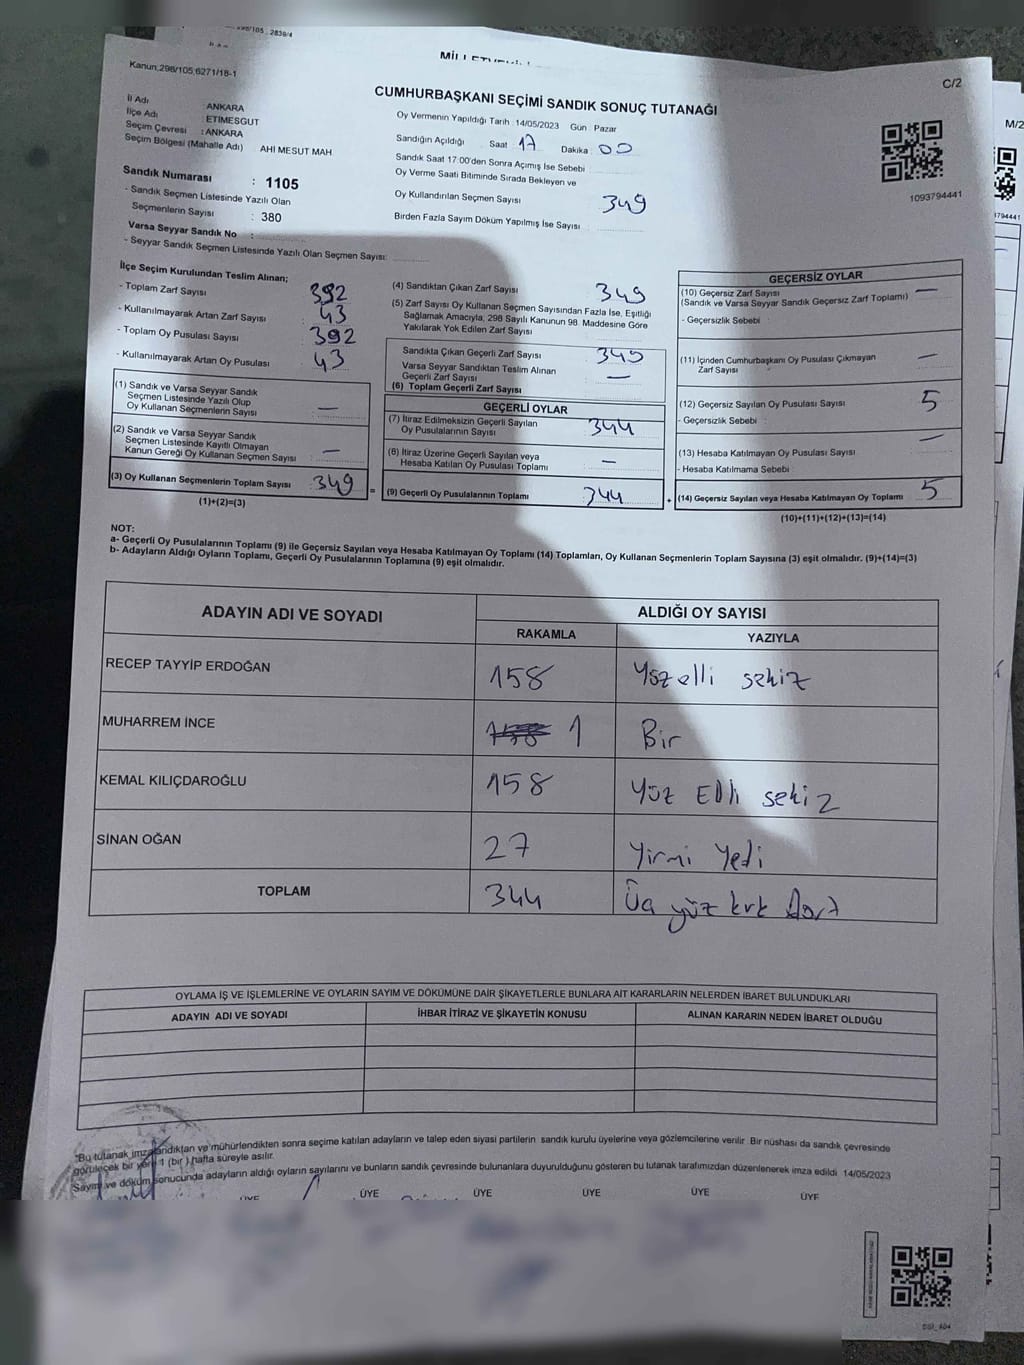 Kanun;298/105;6271/18-1
C/2
CUMHURBAŞKANI SEÇİMİ SANDIK SONUÇ TUTANAĞI
İl Adı : ANKARA
İlçe Adı : ETİMESGUT
Seçim Çevresi : ANKARA
Seçim Bölgesi (Mahalle Adı) AHİ MESUT MAH.
Oy Vermenin Yapıldığı Tarih : 14/05/2023 Gün : Pazar
Sandığın Açıldığı Saat 17 Dakika 00
Sandık Saat 17:00'den Sonra Açımış İse Sebebi
Oy Verme Saati Bitiminde Sırada Bekleyen ve
Oy Kullandırılan Seçmen Sayısı 349
Birden Fazla Sayım Döküm Yapılmış İse Sayısı
1093794441
M/2
1794441
Sandık Numarası : 1105
- Sandık Seçmen Listesinde Yazılı Olan
Seçmenlerin Sayısı : 380
Varsa Seyyar Sandık No :
- Seyyar Sandık Seçmen Listesinde Yazılı Olan Seçmen Sayısı:
İlçe Seçim Kurulundan Teslim Alınan;
- Toplam Zarf Sayısı 392
- Kullanılmayarak Artan Zarf Sayısı 43
- Toplam Oy Pusulası Sayısı 392
- Kullanılmayarak Artan Oy Pusulası 43
(1) Sandık ve Varsa Seyyar Sandık
Seçmen Listesinde Yazılı Olup
Oy Kullanan Seçmenlerin Sayısı —
(2) Sandık ve Varsa Seyyar Sandık
Seçmen Listesinde Kayıtlı Olmayan
Kanun Gereği Oy Kullanan Seçmen Sayısı —
(3) Oy Kullanan Seçmenlerin Toplam Sayısı 349 =
(1)+(2)=(3)
(4) Sandıktan Çıkan Zarf Sayısı 349
(5) Zarf Sayısı Oy Kullanan Seçmen Sayısından Fazla İse, Eşitliği
Sağlamak Amacıyla, 298 Sayılı Kanunun 98. Maddesine Göre
Yakılarak Yok Edilen Zarf Sayısı
Sandıkta Çıkan Geçerli Zarf Sayısı 349
Varsa Seyyar Sandıktan Teslim Alınan
Geçerli Zarf Sayısı —
(6) Toplam Geçerli Zarf Sayısı
GEÇERLİ OYLAR
(7) İtiraz Edilmeksizin Geçerli Sayılan
Oy Pusulalarının Sayısı 344
(8) İtiraz Üzerine Geçerli Sayılan veya
Hesaba Katılan Oy Pusulası Toplamı —
(9) Geçerli Oy Pusulalarının Toplamı 344 +
GEÇERSİZ OYLAR
(10) Geçersiz Zarf Sayısı —
(Sandık ve Varsa Seyyar Sandık Geçersiz Zarf Toplamı)
- Geçersizlik Sebebi :
(11) İçinden Cumhurbaşkanı Oy Pusulası Çıkmayan
Zarf Sayısı —
(12) Geçersiz Sayılan Oy Pusulası Sayısı 5
- Geçersizlik Sebebi :
(13) Hesaba Katılmayan Oy Pusulası Sayısı —
- Hesaba Katılmama Sebebi :
(14) Geçersiz Sayılan veya Hesaba Katılmayan Oy Toplamı 5
(10)+(11)+(12)+(13)=(14)
NOT:
a- Geçerli Oy Pusulalarının Toplamı (9) ile Geçersiz Sayılan veya Hesaba Katılmayan Oy Toplamı (14) Toplamları, Oy Kullanan Seçmenlerin Toplam Sayısına (3) eşit olmalıdır. (9)+(14)=(3)
b- Adayların Aldığı Oyların Toplamı, Geçerli Oy Pusulalarının Toplamına (9) eşit olmalıdır.
ADAYIN ADI VE SOYADI ALDIĞI OY SAYISI
RAKAMLA YAZIYLA
RECEP TAYYİP ERDOĞAN 158 Yüz elli sekiz
MUHARREM İNCE 1 Bir
KEMAL KILIÇDAROĞLU 158 Yüz Elli sekiz
SİNAN OĞAN 27 Yirmi Yedi
TOPLAM 344 Üç yüz kırk dört
OYLAMA İŞ VE İŞLEMLERİNE VE OYLARIN SAYIM VE DÖKÜMÜNE DAİR ŞİKAYETLERLE BUNLARA AİT KARARLARIN NELERDEN İBARET BULUNDUKLARI
ADAYIN ADI VE SOYADI İHBAR İTİRAZ VE ŞİKAYETİN KONUSU ALINAN KARARIN NEDEN İBARET OLDUĞU
"Bu tutanak imzalandıktan ve mühürlendikten sonra seçime katılan adayların ve talep eden siyasi partilerin sandık kurulu üyelerine veya gözlemcilerine verilir. Bir nüshası da sandık çevresinde
görülecek bir yere 1 (bir ) hafta süreyle asılır.
Sayım ve döküm sonucunda adayların aldığı oyların sayılarını ve bunların sandık çevresinde bulunanlara duyurulduğunu gösteren bu tutanak tarafımızdan düzenlenerek imza edildi 14/05/2023
ÜYE ÜYE ÜYE ÜYE ÜYE ÜYE